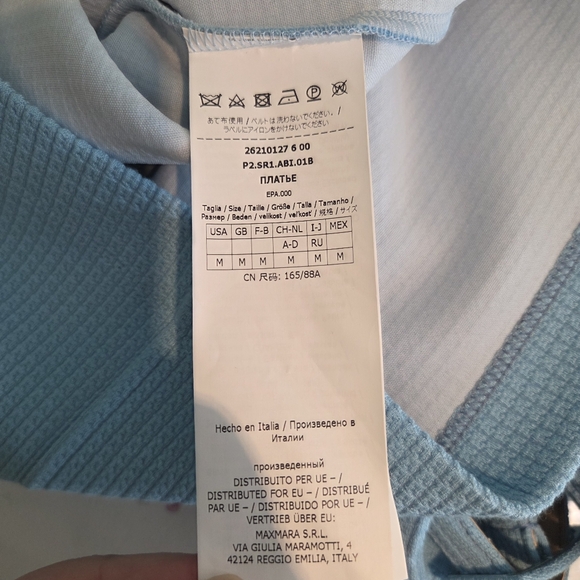 あて布使用 / ベルトは洗わないでください /
ラベルにアイロンをかけないでください /
26210127 6 00
P2.SR1.ABI.01B
ПЛАТЬЕ
EPA.000
Taglia / Size / Taille / Größe / Talla / Tamanho /
Размер / Beden / velikost / veľkosť / 规格 / サイズ
USA GB F-B CH-NL I-J MEX
A-D RU
M M M M M M
CN 尺码: 165/88A
Hecho en Italia / Произведено в
Италии
произведенный
DISTRIBUITO PER UE – /
DISTRIBUTED FOR EU – / DISTRIBUÉ
PAR UE – / DISTRIBUIDO POR UE – /
VERTRIEB ÜBER EU:
MAXMARA S.R.L.
VIA GIULIA MARAMOTTI, 4
42124 REGGIO EMILIA, ITALY